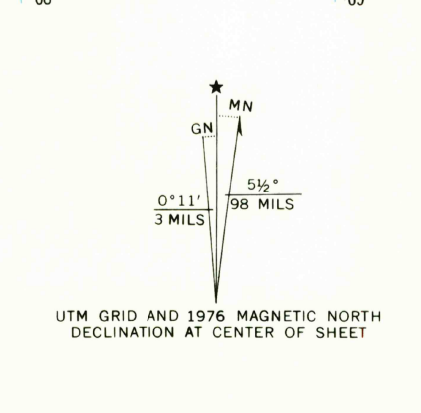 MN
GN
5½°
98 MILS
0°11'
3 MILS
UTM GRID AND 1976 MAGNETIC NORTH
DECLINATION AT CENTER OF SHEET